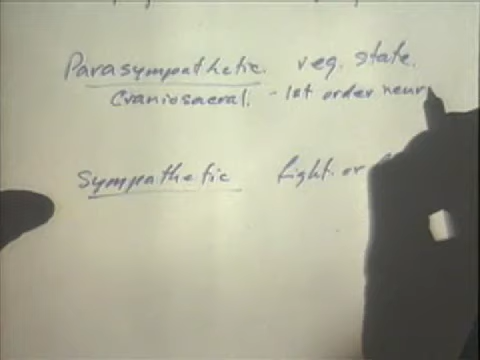 Parasympathetic. veg. state.
Craniosacral. - 1st order neur
Sympathetic fight or f